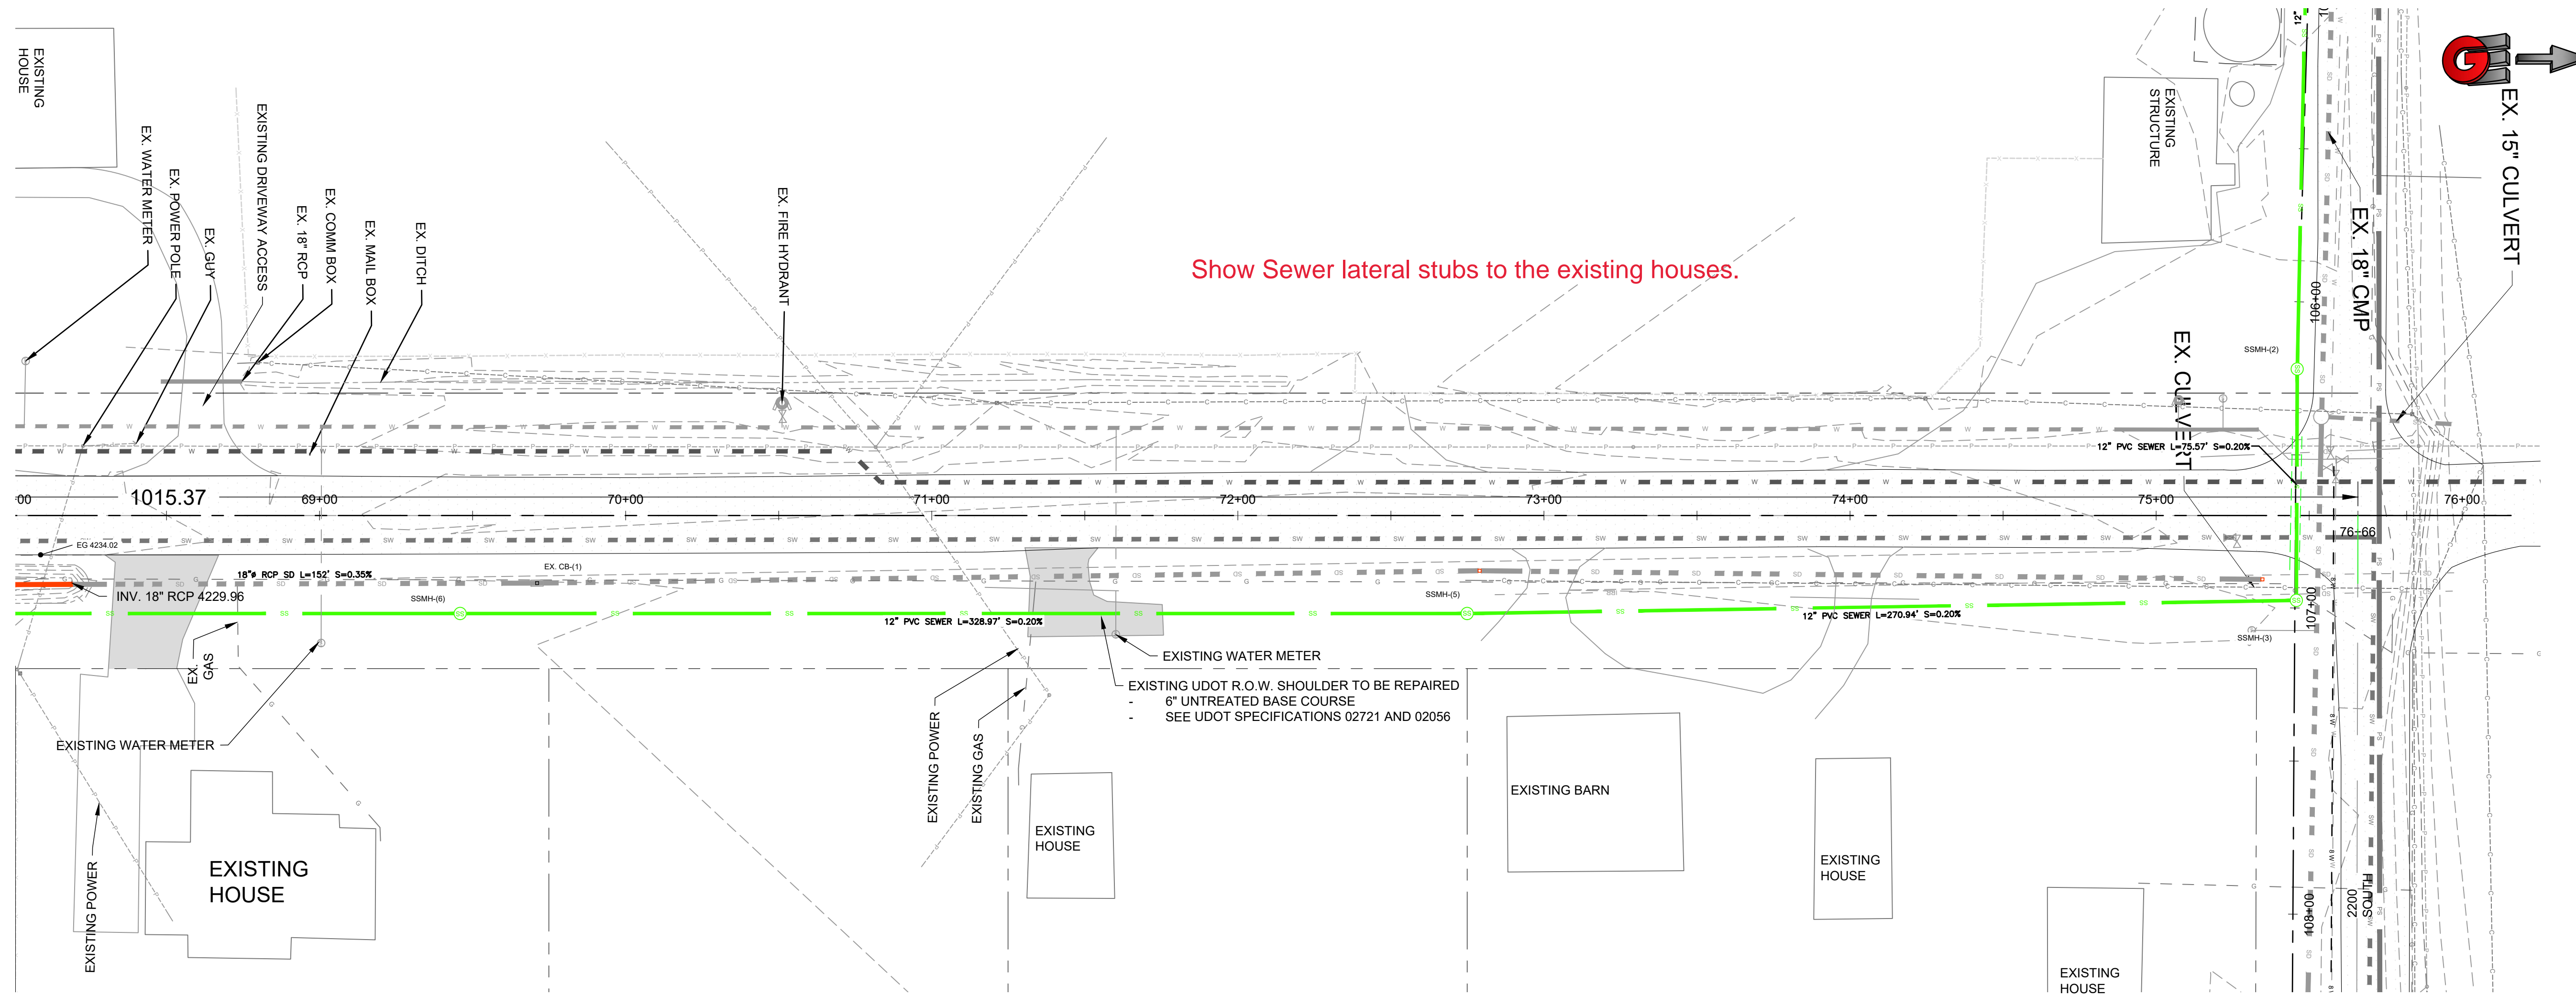 EXISTING
HOUSE
EX. WATER METER
EX. POWER POLE
EX. GUY
EXISTING DRIVEWAY ACCESS
EX. 18" RCP
EX. COMM BOX
EX. MAIL BOX
EX. DITCH
EX. FIRE HYDRANT
Show Sewer lateral stubs to the existing houses.
EXISTING
STRUCTURE
12"
G
EX. 15" CULVERT
EX. 18" CMP
106+00
SSMH-(2)
EX. CULVERT
12" PVC SEWER L=75.57' S=0.20%
00
1015.37
69+00
70+00
71+00
72+00
73+00
74+00
75+00
76+00
76+66
EG 4234.02
18"ø RCP SD L=152' S=0.35%
INV. 18" RCP 4229.96
SSMH-(6)
EX. CB-(1)
12" PVC SEWER L=328.97' S=0.20%
SSMH-(5)
12" PVC SEWER L=270.94' S=0.20%
SSMH-(3)
107+00
EX.
GAS
EXISTING WATER METER
EXISTING WATER METER
EXISTING UDOT R.O.W. SHOULDER TO BE REPAIRED
- 6" UNTREATED BASE COURSE
- SEE UDOT SPECIFICATIONS 02721 AND 02056
EXISTING POWER
EXISTING GAS
EXISTING POWER
EXISTING
HOUSE
EXISTING
HOUSE
EXISTING BARN
EXISTING
HOUSE
EXISTING
HOUSE
108+00
2200
SOUTH